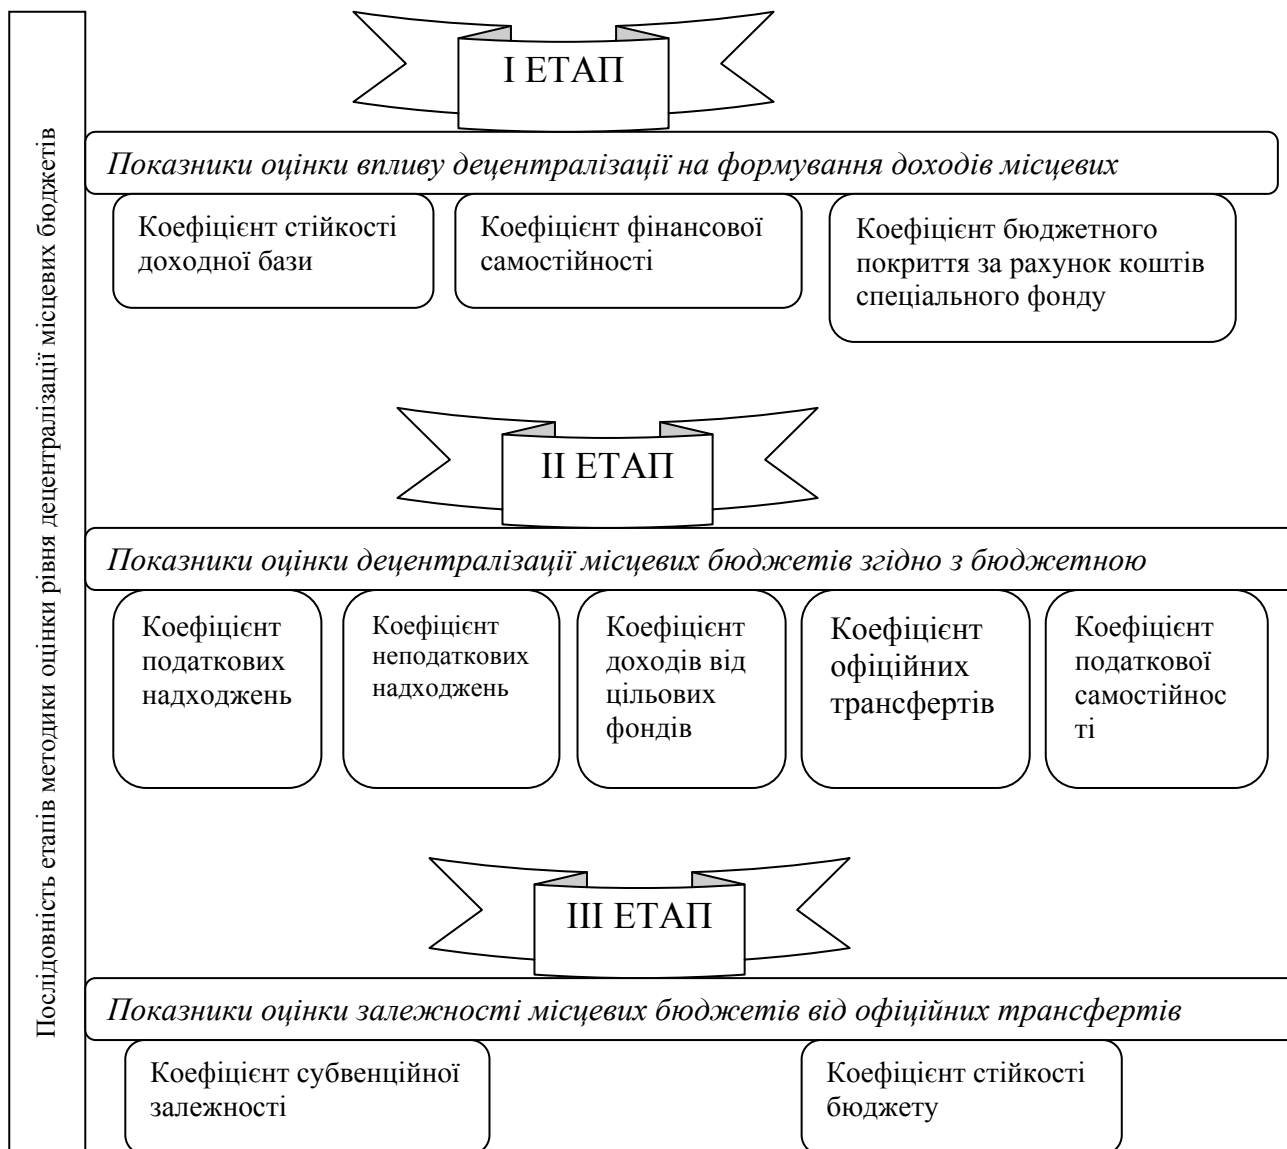 Послідовність етапів методики оцінки рівня децентралізації місцевих бюджетів
І ЕТАП
Показники оцінки впливу децентралізації на формування доходів місцевих
Коефіцієнт стійкості
доходної бази
Коефіцієнт фінансової
самостійності
Коефіцієнт бюджетного
покриття за рахунок коштів
спеціального фонду
ІІ ЕТАП
Показники оцінки децентралізації місцевих бюджетів згідно з бюджетною
Коефіцієнт
податкових
надходжень
Коефіцієнт
неподаткових
надходжень
Коефіцієнт
доходів від
цільових
фондів
Коефіцієнт
офіційних
трансфертів
Коефіцієнт
податкової
самостійнос
ті
ІІІ ЕТАП
Показники оцінки залежності місцевих бюджетів від офіційних трансфертів
Коефіцієнт субвенційної
залежності
Коефіцієнт стійкості
бюджету